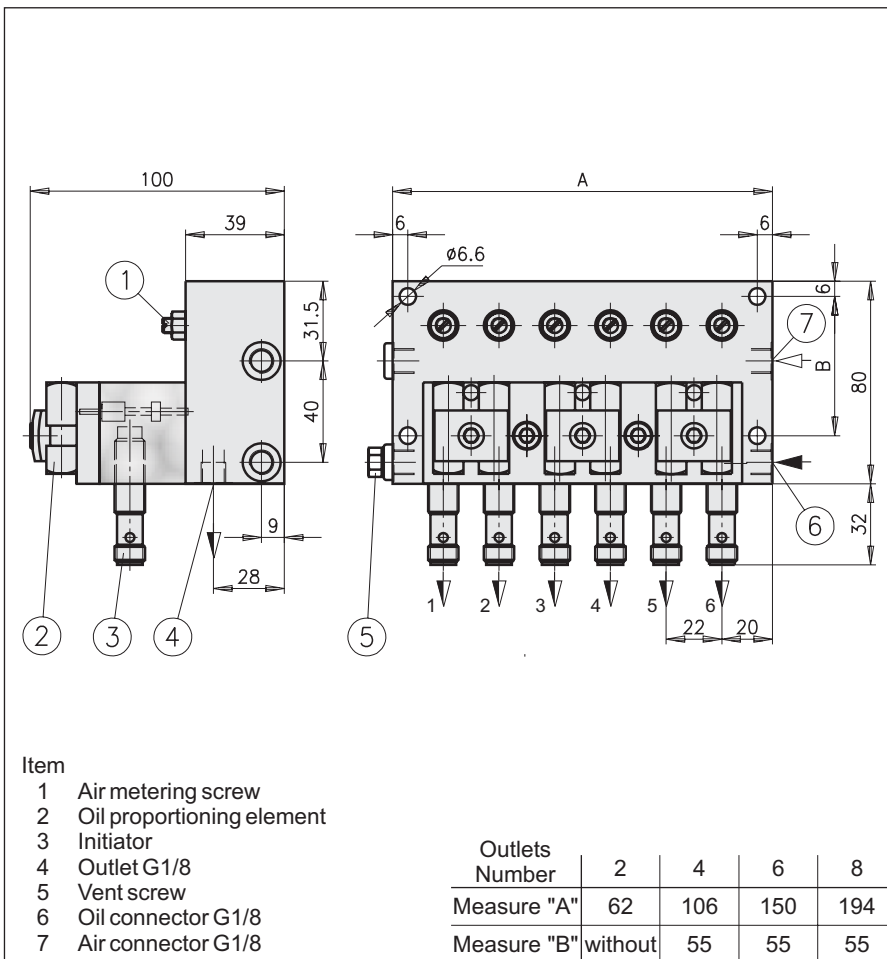 100
A
39
6
6
ø6.6
6
1
31.5
7
B
80
40
9
6
32
28
1 2 3 4 5 6
22 20
2 3 4 5
Item
1 Air metering screw
2 Oil proportioning element
3 Initiator
4 Outlet G1/8
5 Vent screw
6 Oil connector G1/8
7 Air connector G1/8
Outlets
Number 2 4 6 8
Measure "A" 62 106 150 194
Measure "B" without 55 55 55